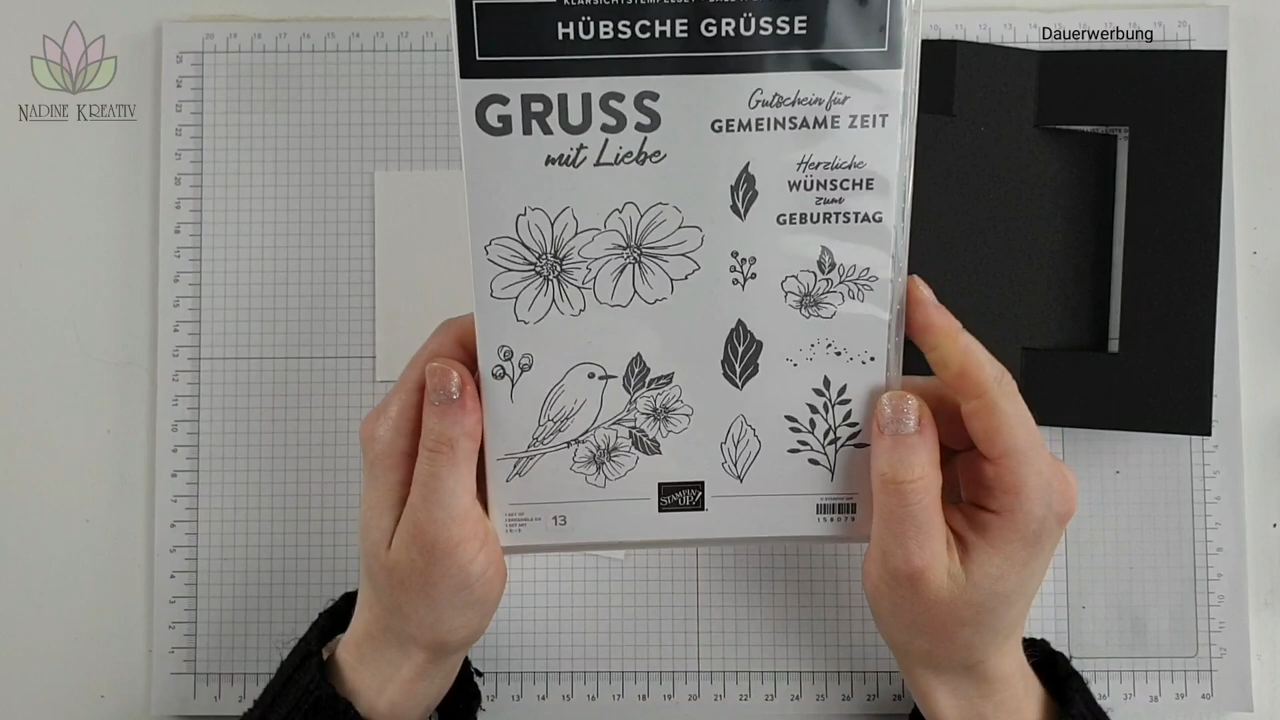 Dauerwerbung
NADINE KREATIV
HÜBSCHE GRÜSSE
GRUSS
mit Liebe
Gutschein für
GEMEINSAME ZEIT
Herzliche
WÜNSCHE
zum
GEBURTSTAG
STAMPIN' UP!
13
158079